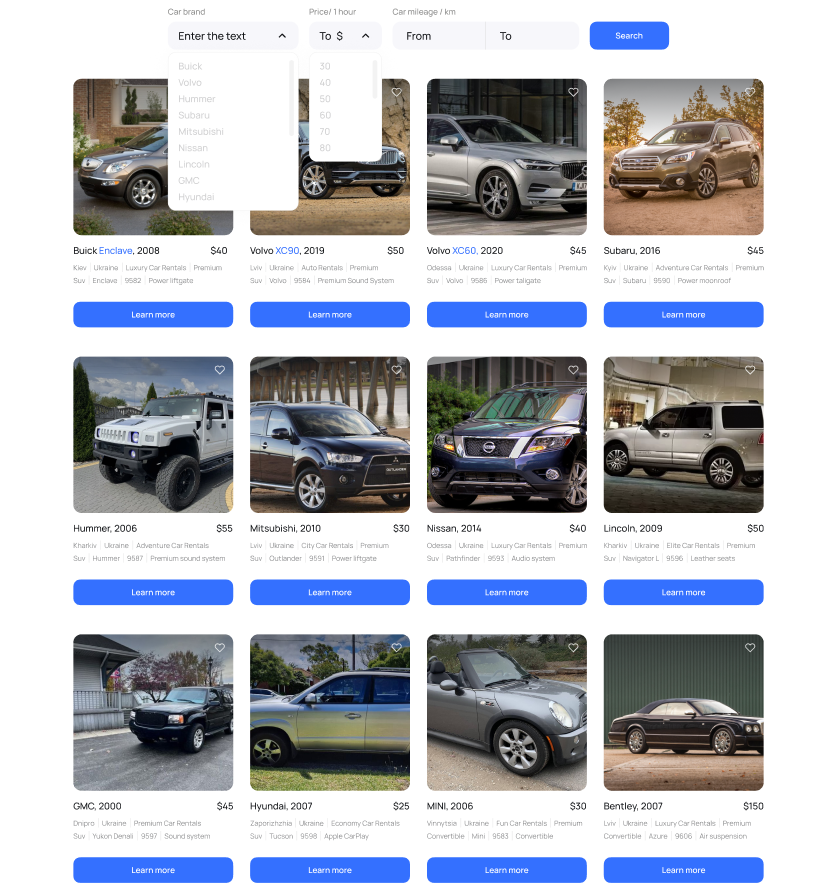 Car brand
Price/ 1 hour
Car mileage / km
Enter the text
To $
From
To
Search
Buick
Volvo
Hummer
Subaru
Mitsubishi
Nissan
Lincoln
GMC
Hyundai
30
40
50
60
70
80
Buick Enclave, 2008 $40
Kiev Ukraine Luxury Car Rentals Premium
Suv Enclave 9582 Power liftgate
Learn more
Volvo XC90, 2019 $50
Lviv Ukraine Auto Rentals Premium
Suv Volvo 9584 Premium Sound System
Learn more
Volvo XC60, 2020 $45
Odessa Ukraine Luxury Car Rentals Premium
Suv Volvo 9586 Power tailgate
Learn more
Subaru, 2016 $45
Kyiv Ukraine Adventure Car Rentals Premium
Suv Subaru 9590 Power moonroof
Learn more
Hummer, 2006 $55
Kharkiv Ukraine Adventure Car Rentals
Suv Hummer 9587 Premium sound system
Learn more
Mitsubishi, 2010 $30
Lviv Ukraine City Car Rentals Premium
Suv Outlander 9591 Power liftgate
Learn more
Nissan, 2014 $40
Odessa Ukraine Luxury Car Rentals Premium
Suv Pathfinder 9593 Audio system
Learn more
Lincoln, 2009 $50
Kharkiv Ukraine Elite Car Rentals Premium
Suv Navigator L 9596 Leather seats
Learn more
GMC, 2000 $45
Dnipro Ukraine Premium Car Rentals
Suv Yukon Denali 9597 Sound system
Learn more
Hyundai, 2007 $25
Zaporizhzhia Ukraine Economy Car Rentals
Suv Tucson 9598 Apple CarPlay
Learn more
MINI, 2006 $30
Vinnytsia Ukraine Fun Car Rentals Premium
Convertible Mini 9583 Convertible
Learn more
Bentley, 2007 $150
Lviv Ukraine Luxury Car Rentals Premium
Convertible Azure 9606 Air suspension
Learn more